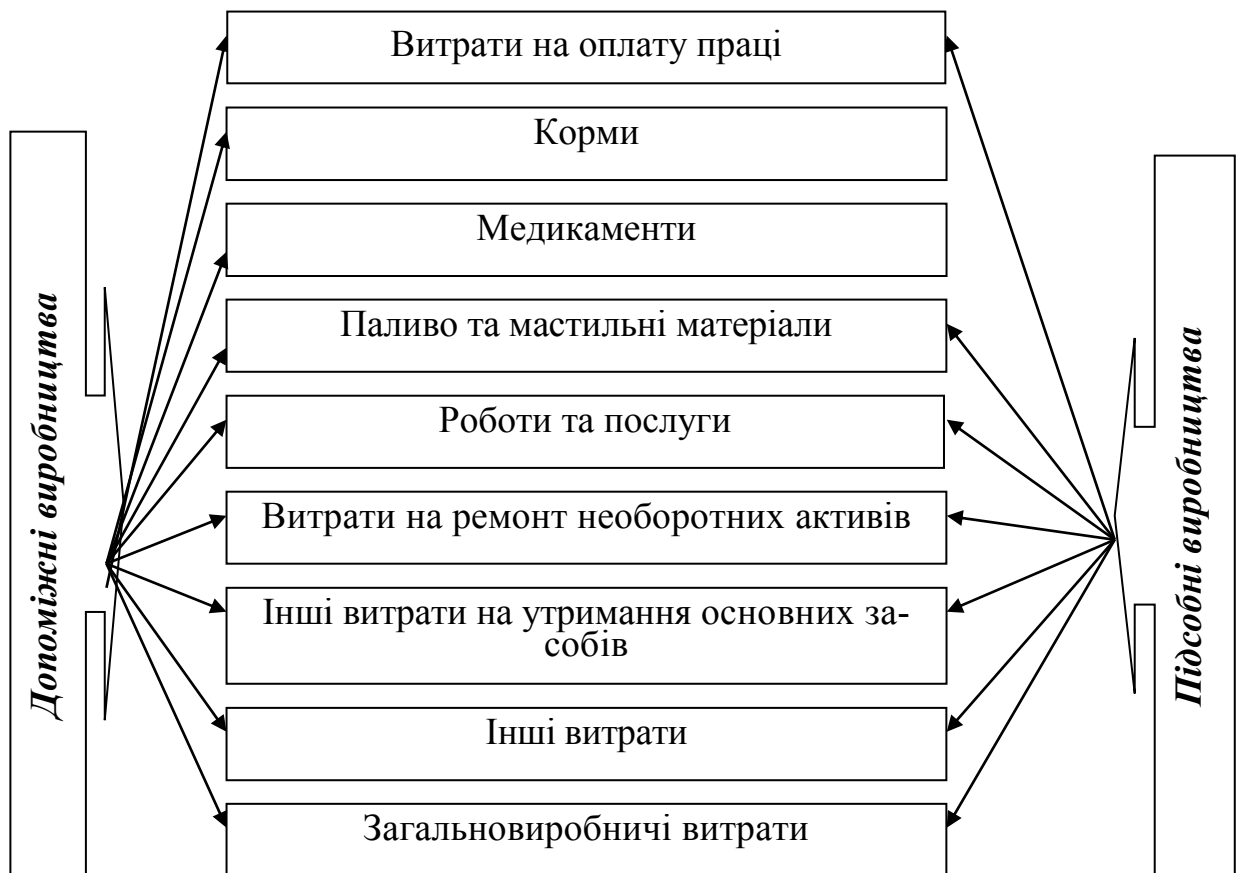 Витрати на оплату праці
Корми
Медикаменти
Паливо та мастильні матеріали
Роботи та послуги
Витрати на ремонт необоротних активів
Інші витрати на утримання основних за-
собів
Інші витрати
Загальновиробничі витрати
Допоміжні виробництва
Підсобні виробництва